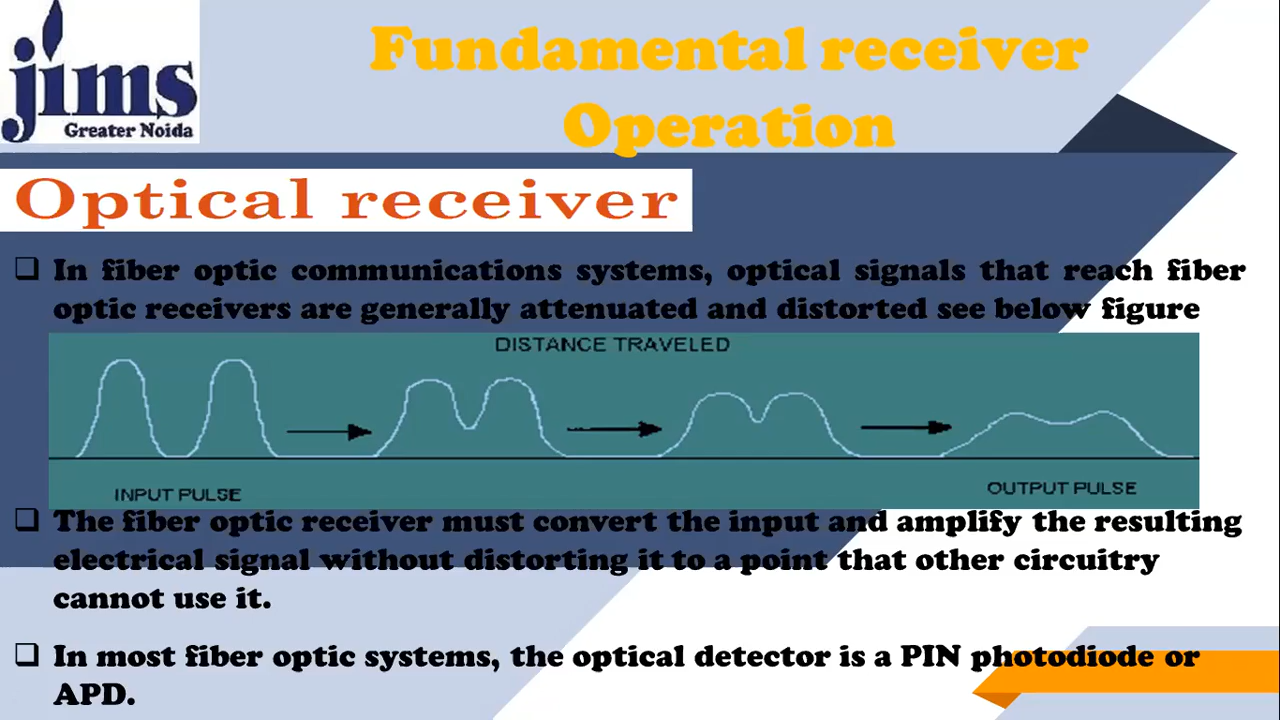 jims
Greater Noida
Fundamental receiver
Operation
Optical receiver
❑ In fiber optic communications systems, optical signals that reach fiber
optic receivers are generally attenuated and distorted see below figure
DISTANCE TRAVELED
INPUT PULSE
OUTPUT PULSE
❑ The fiber optic receiver must convert the input and amplify the resulting
electrical signal without distorting it to a point that other circuitry
cannot use it.
❑ In most fiber optic systems, the optical detector is a PIN photodiode or
APD.